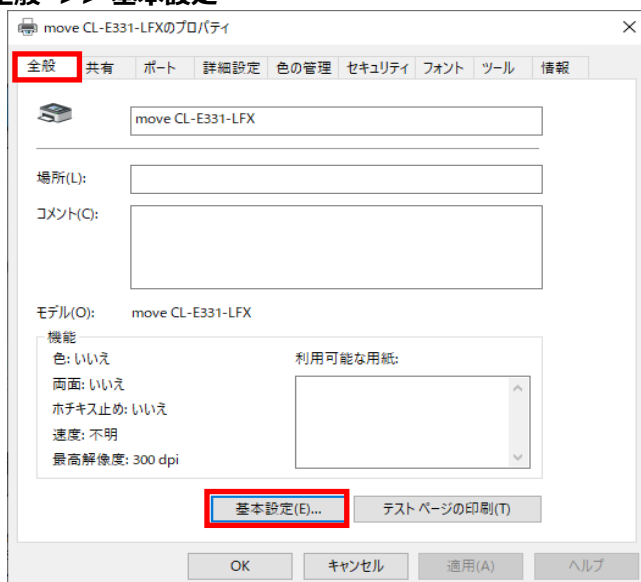 全般 >> 基本設定
move CL-E331-LFXのプロパティ
全般 共有 ポート 詳細設定 色の管理 セキュリティ フォント ツール 情報
move CL-E331-LFX
場所(L):
コメント(C):
モデル(O): move CL-E331-LFX
機能
色: いいえ 利用可能な用紙:
両面: いいえ
ホチキス止め: いいえ
速度: 不明
最高解像度: 300 dpi
基本設定(E)... テスト ページの印刷(T)
OK キャンセル 適用(A) ヘルプ